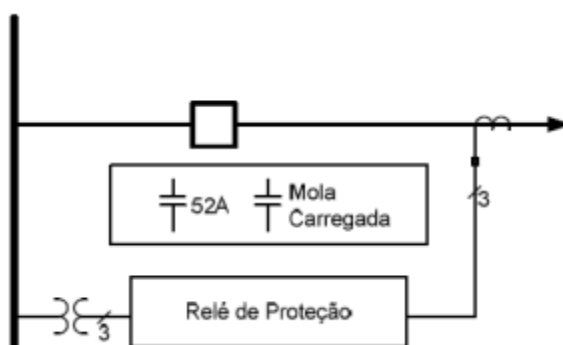 52A
Mola
Carregada
3
Relé de Proteção
3